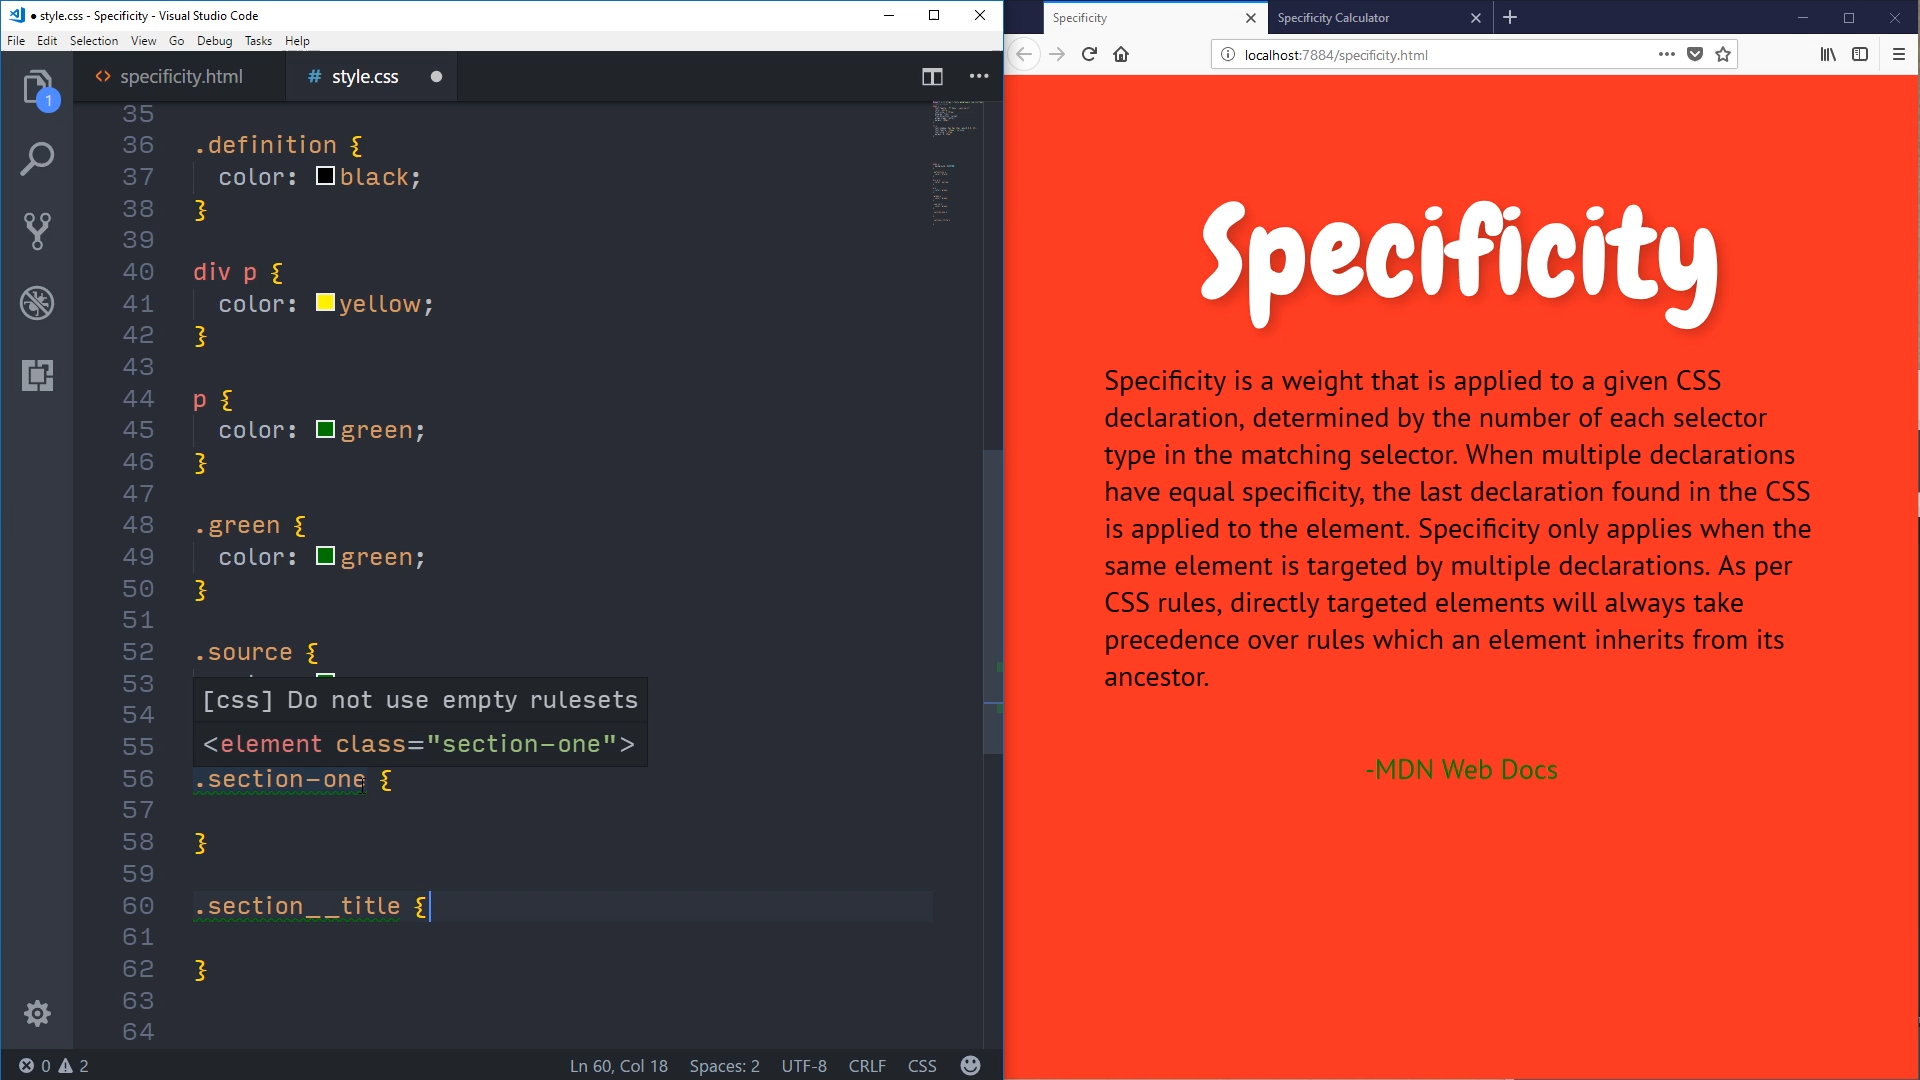 ● style.css - Specificity - Visual Studio Code
File Edit Selection View Go Debug Tasks Help
1
<> specificity.html
# style.css ●
35
36 .definition {
37 color: black;
38 }
39
40 div p {
41 color: yellow;
42 }
43
44 p {
45 color: green;
46 }
47
48 .green {
49 color: green;
50 }
51
52 .source {
53
[css] Do not use empty rulesets
54
<element class="section-one">
55
56 .section-one {
57
58 }
59
60 .section__title {
61
62 }
63
64
0 2
Ln 60, Col 18 Spaces: 2 UTF-8 CRLF CSS
Specificity
Specificity Calculator
localhost:7884/specificity.html
Specificity
Specificity is a weight that is applied to a given CSS
declaration, determined by the number of each selector
type in the matching selector. When multiple declarations
have equal specificity, the last declaration found in the CSS
is applied to the element. Specificity only applies when the
same element is targeted by multiple declarations. As per
CSS rules, directly targeted elements will always take
precedence over rules which an element inherits from its
ancestor.
-MDN Web Docs